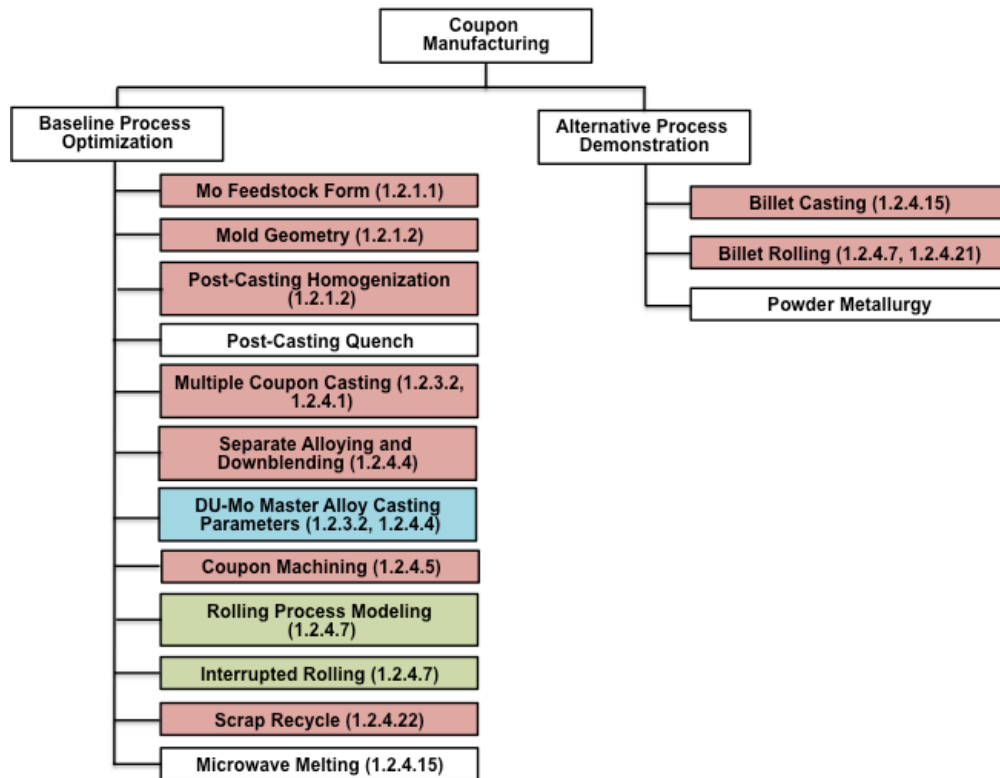 Coupon
Manufacturing
Baseline Process
Optimization
Mo Feedstock Form (1.2.1.1)
Mold Geometry (1.2.1.2)
Post-Casting Homogenization
(1.2.1.2)
Post-Casting Quench
Multiple Coupon Casting (1.2.3.2,
1.2.4.1)
Separate Alloying and
Downblending (1.2.4.4)
DU-Mo Master Alloy Casting
Parameters (1.2.3.2, 1.2.4.4)
Coupon Machining (1.2.4.5)
Rolling Process Modeling
(1.2.4.7)
Interrupted Rolling (1.2.4.7)
Scrap Recycle (1.2.4.22)
Microwave Melting (1.2.4.15)
Alternative Process
Demonstration
Billet Casting (1.2.4.15)
Billet Rolling (1.2.4.7, 1.2.4.21)
Powder Metallurgy